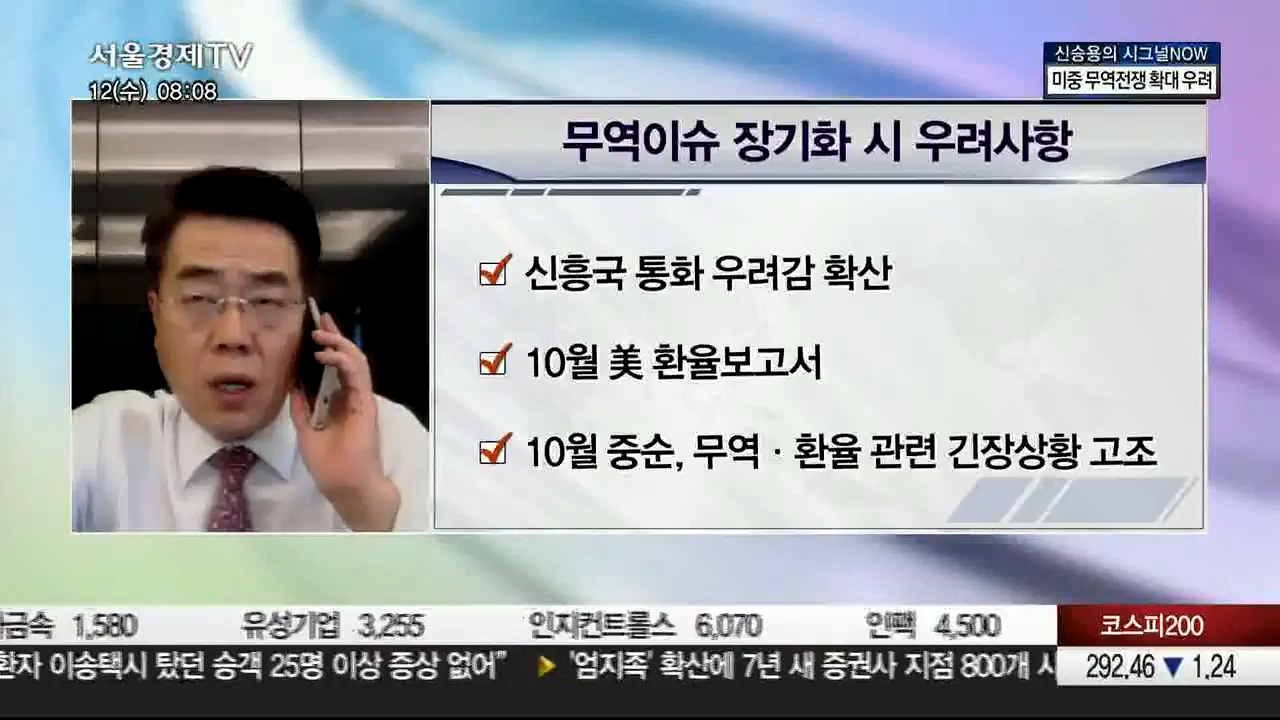 서울경제TV
12(수) 08:08
신승용의 시그널NOW
미중 무역전쟁 확대 우려
무역이슈 장기화 시 우려사항
신흥국 통화 우려감 확산
10월 美 환율보고서
10월 중순, 무역 · 환율 관련 긴장상황 고조
금속 1,580 유성기업 3,255 인지컨트롤스 6,070 인팩 4,500 코스피200
환자 이송택시 탔던 승객 25명 이상 증상 없어” ▶ '엄지족' 확산에 7년 새 증권사 지점 800개 292.46 ▼ 1.24